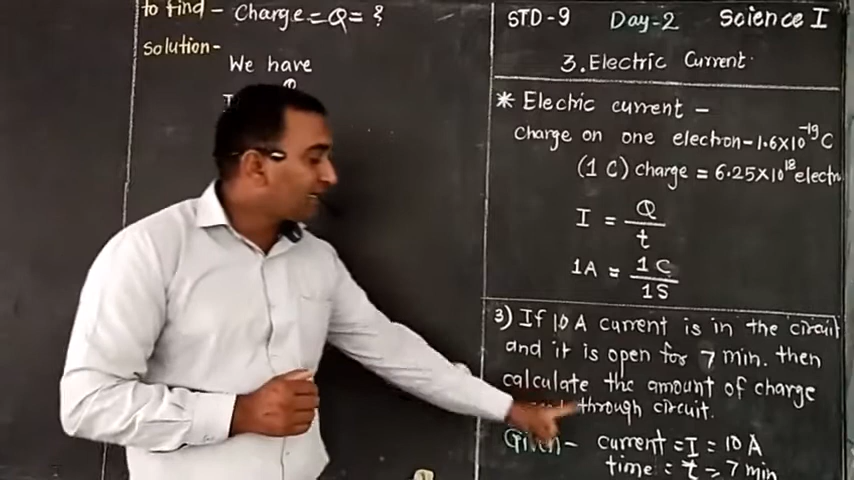 to find - Charge = Q = ?
solution -
We have
Q
I
STD-9 Day-2 Science I
3. Electric Current
* Electric current -
Charge on one electron - 1.6×10⁻¹⁹C
(1 C) charge = 6.25×10¹⁸ electr
I = Q/t
1A = 1C/1S
3) If 10 A current is in the circuit
and it is open for 7 min. then
calculate the amount of charge
through circuit.
Given - current = I = 10 A
time = t = 7 min